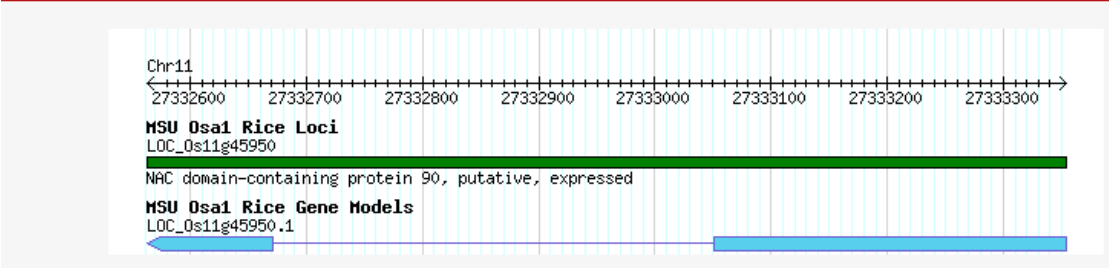 Chr11
27332600 27332700 27332800 27332900 27333000 27333100 27333200 27333300
MSU Osa1 Rice Loci
LOC_Os11g45950
NAC domain-containing protein 90, putative, expressed
MSU Osa1 Rice Gene Models
LOC_Os11g45950.1